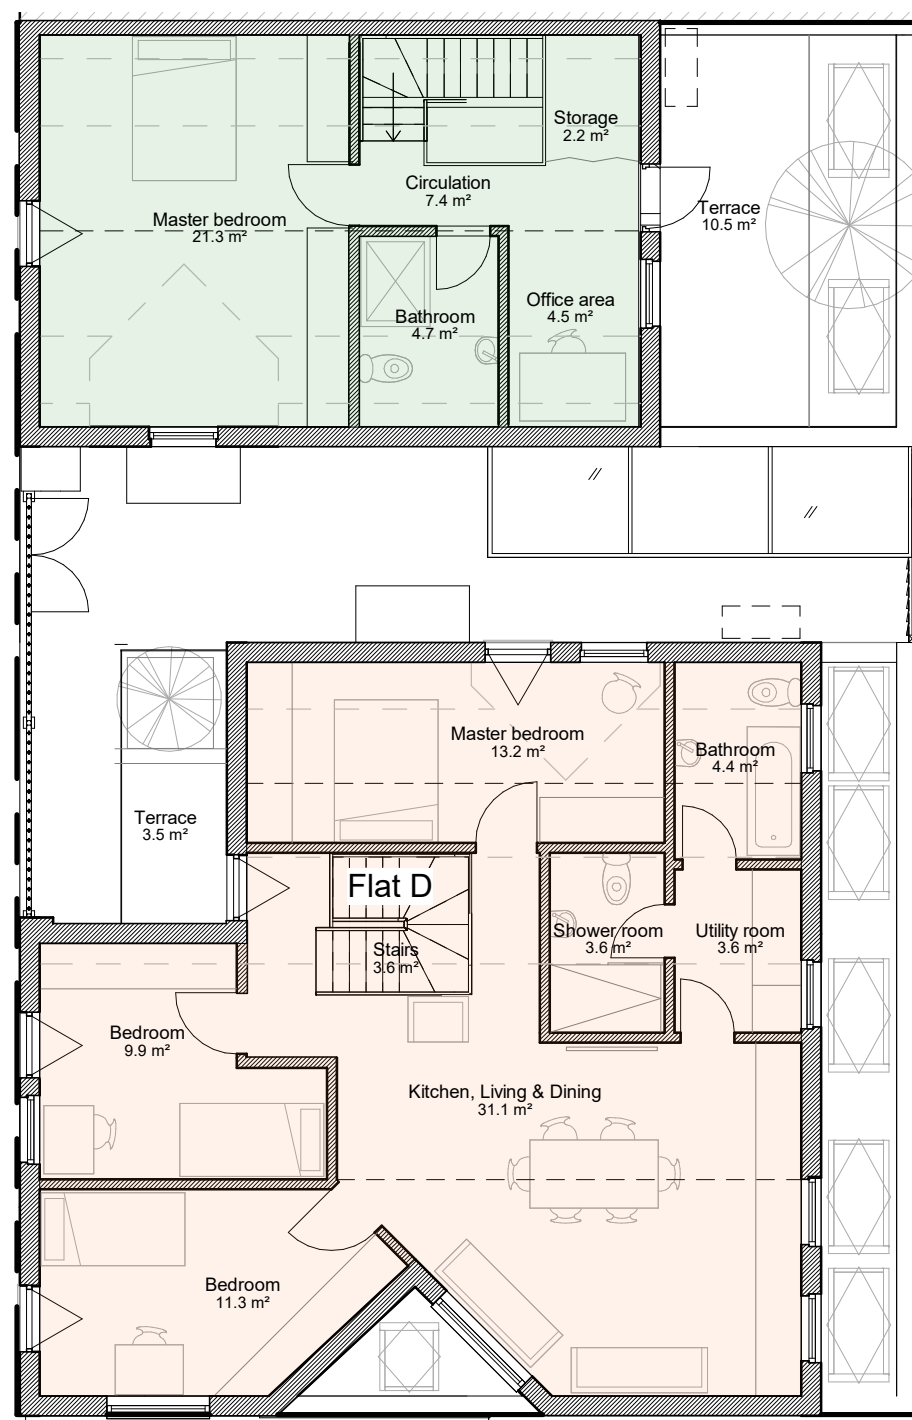 Storage
2.2 m²
Circulation
7.4 m²
Master bedroom
21.3 m²
Terrace
10.5 m²
Office area
4.5 m²
Bathroom
4.7 m²
Master bedroom
13.2 m²
Bathroom
4.4 m²
Terrace
3.5 m²
Flat D
Stairs
3.6 m²
Shower room
3.6 m²
Utility room
3.6 m²
Bedroom
9.9 m²
Kitchen, Living & Dining
31.1 m²
Bedroom
11.3 m²